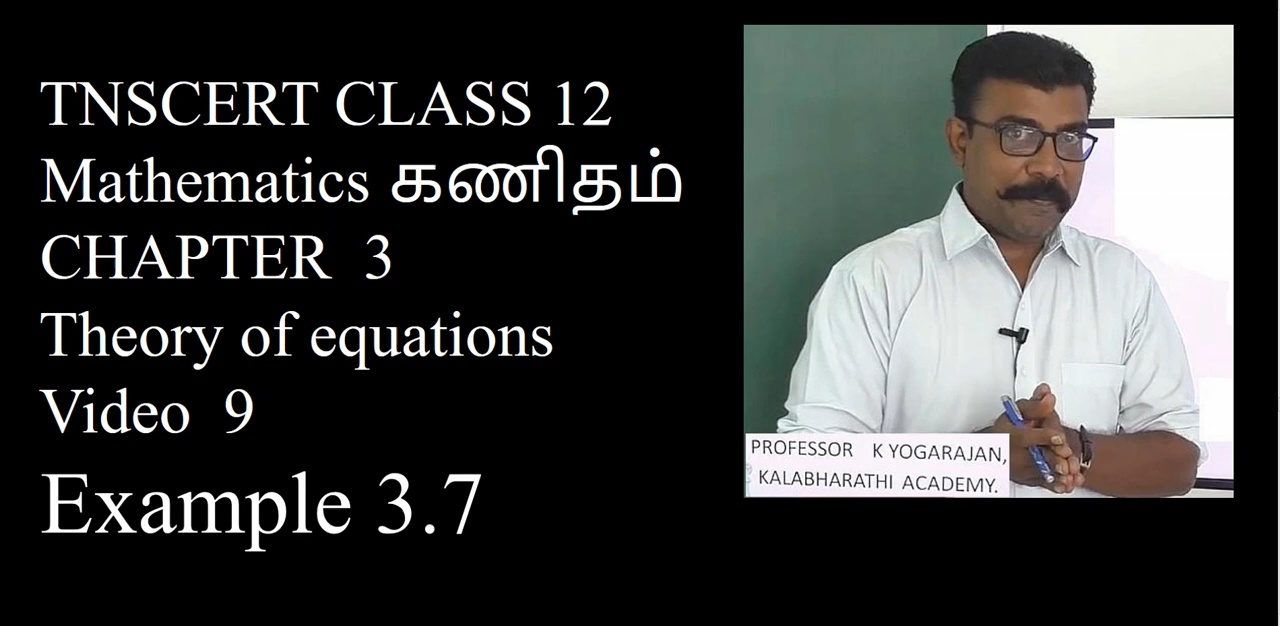 TNSCERT CLASS 12
Mathematics கணிதம்
CHAPTER 3
Theory of equations
Video 9
Example 3.7
PROFESSOR K YOGARAJAN,
KALABHARATHI ACADEMY.